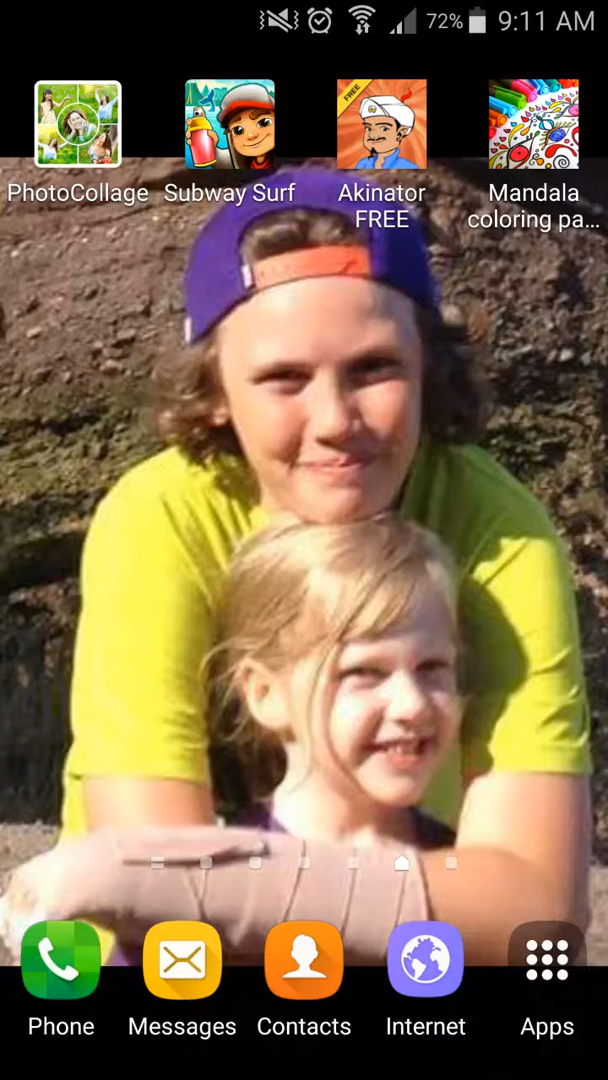 72% 9:11 AM
FREE
PhotoCollage Subway Surf Akinator Mandala
FREE coloring pa...
Phone Messages Contacts Internet Apps